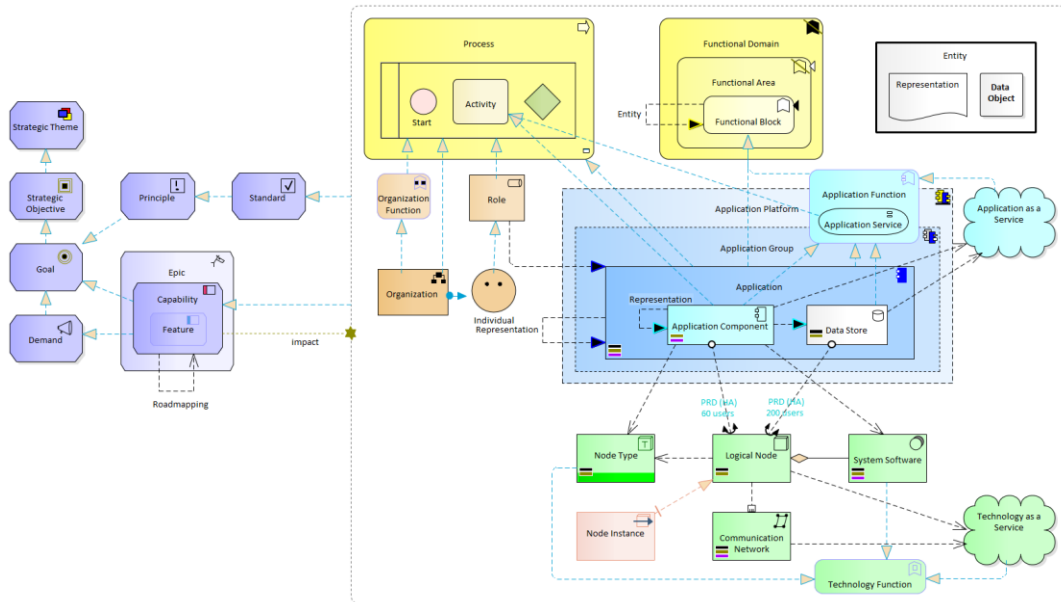 Process
Start
Activity
Functional Domain
Functional Area
Functional Block
Entity
Entity
Representation
Data
Object
Strategic Theme
Strategic
Objective
Principle
Standard
Goal
Demand
Epic
Capability
Feature
Roadmapping
impact
Organization
Function
Role
Organization
Individual
Representation
Application Platform
Application Function
Application Service
Application as a
Service
Application Group
Application
Representation
Application Component
Data Store
PRD (HA)
60 users
PRD (HA)
200 users
Node Type
T
Logical Node
System Software
Node Instance
Communication
Network
Technology as a
Service
Technology Function